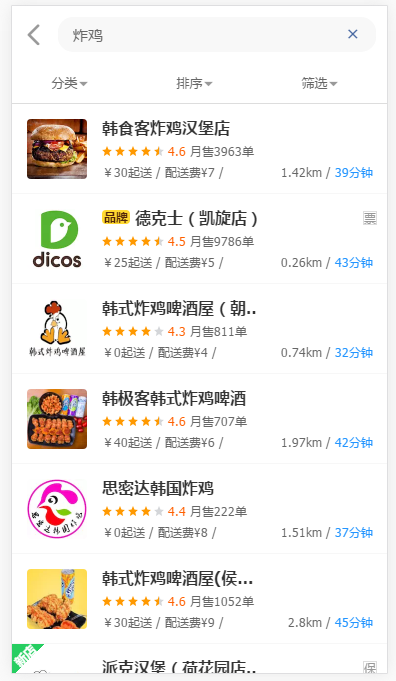 炸鸡 ×
分类 排序 筛选
韩食客炸鸡汉堡店
4.6 月售3963单
￥30起送 / 配送费¥7 / 1.42km / 39分钟
dicos
品牌 德克士（凯旋店） 票
4.5 月售9786单
￥25起送 / 配送费¥5 / 0.26km / 43分钟
韩式炸鸡啤酒屋
韩式炸鸡啤酒屋（朝..
4.3 月售811单
￥0起送 / 配送费¥4 / 0.74km / 32分钟
韩极客韩式炸鸡啤酒
4.6 月售707单
￥40起送 / 配送费¥6 / 1.97km / 42分钟
思密达韩国炸鸡
4.4 月售222单
￥0起送 / 配送费¥8 / 1.51km / 37分钟
韩式炸鸡啤酒屋(侯...
4.6 月售1052单
￥30起送 / 配送费¥9 / 2.8km / 45分钟
新店
派克汉堡（荷花园店.. 保